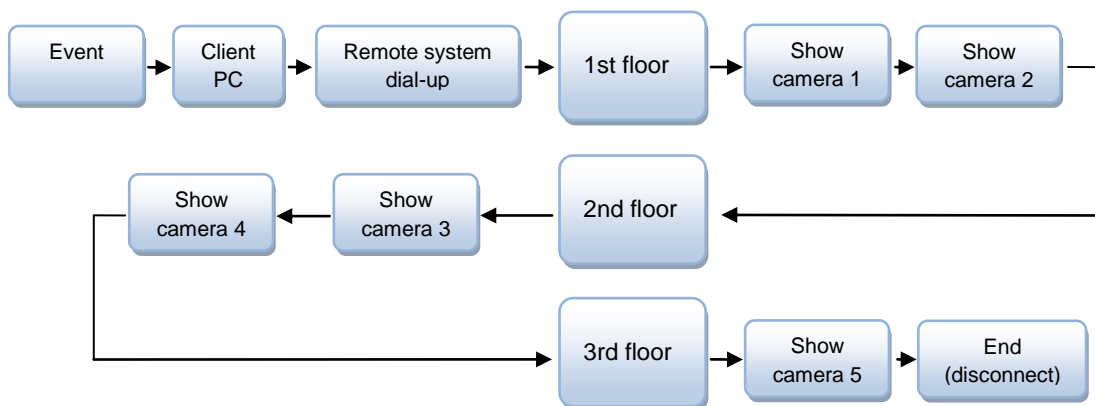 Event
Client
PC
Remote system
dial-up
1st floor
Show
camera 1
Show
camera 2
2nd floor
Show
camera 3
Show
camera 4
3rd floor
Show
camera 5
End
(disconnect)